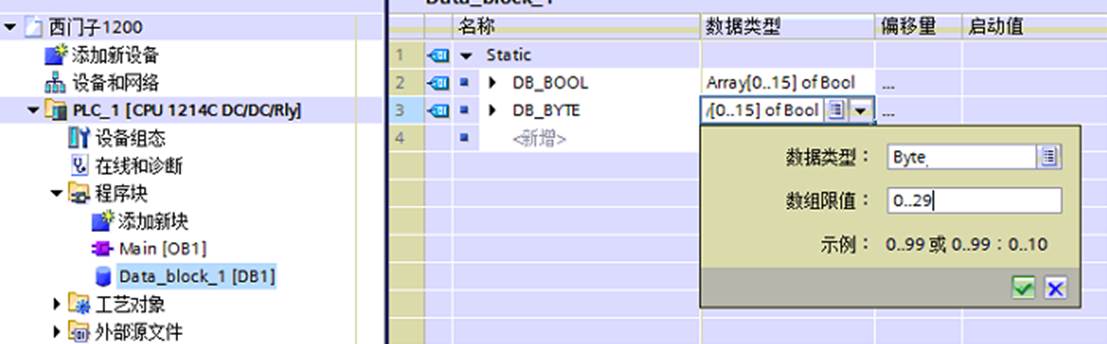 西门子1200
添加新设备
设备和网络
PLC_1 [CPU 1214C DC/DC/Rly]
设备组态
在线和诊断
程序块
添加新块
Main [OB1]
Data_block_1 [DB1]
工艺对象
外部源文件
Data_block_1
名称 数据类型 偏移量 启动值
1 Static
2 DB_BOOL Array[0..15] of Bool ...
3 DB_BYTE /[0..15] of Bool ...
4 <新增>
数据类型： Byte
数组限值： 0..29
示例： 0..99 或 0..99：0..10